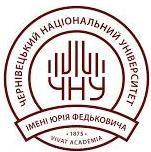 ЧЕРНІВЕЦЬКИЙ НАЦІОНАЛЬНИЙ УНІВЕРСИТЕТ
ЧНУ
ІМЕНІ ЮРІЯ ФЕДЬКОВИЧА
• 1875 •
VIVAT ACADEMIA